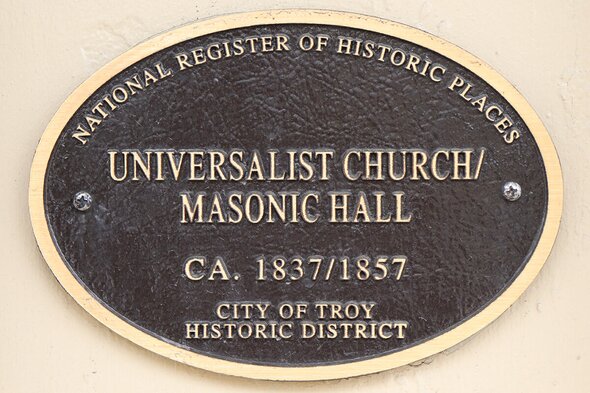 NATIONAL REGISTER OF HISTORIC PLACES
UNIVERSALIST CHURCH/
MASONIC HALL
CA. 1837/1857
CITY OF TROY
HISTORIC DISTRICT